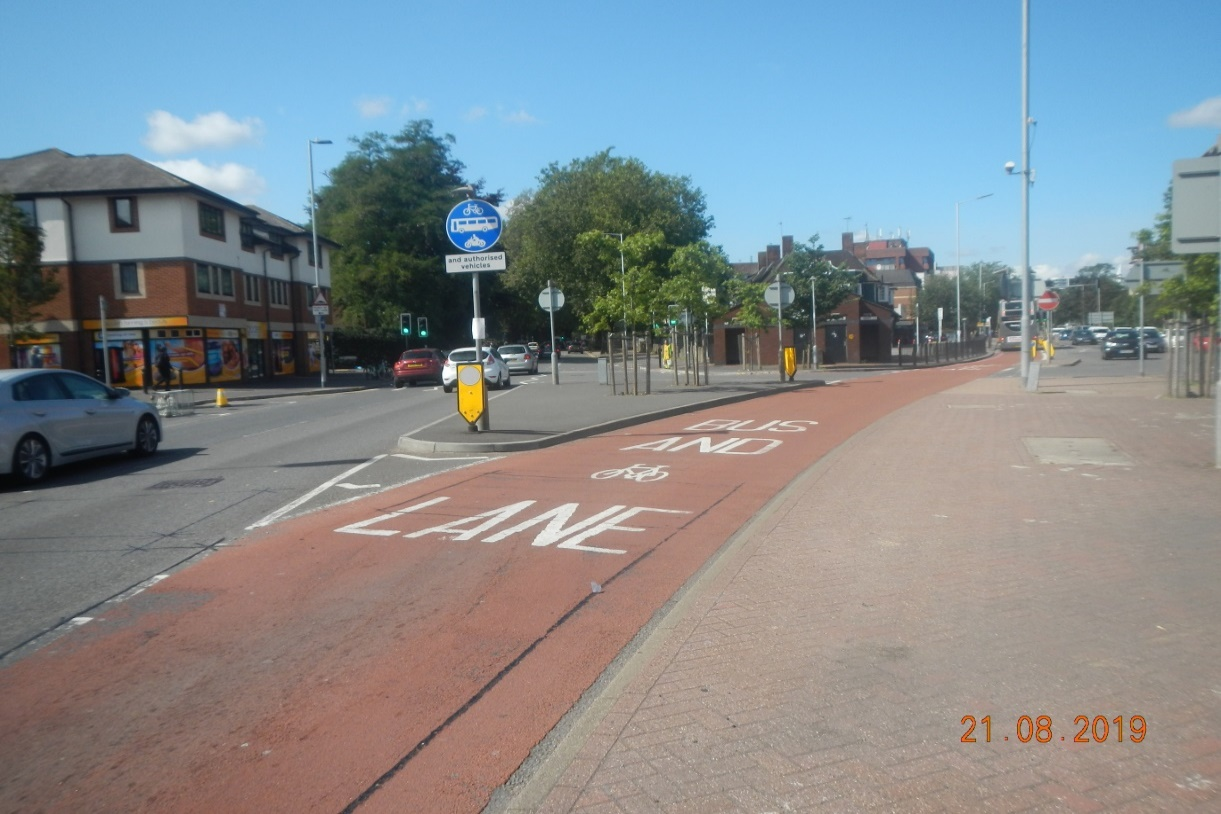 and authorised
vehicles
BUS
AND
LANE
21.08.2019